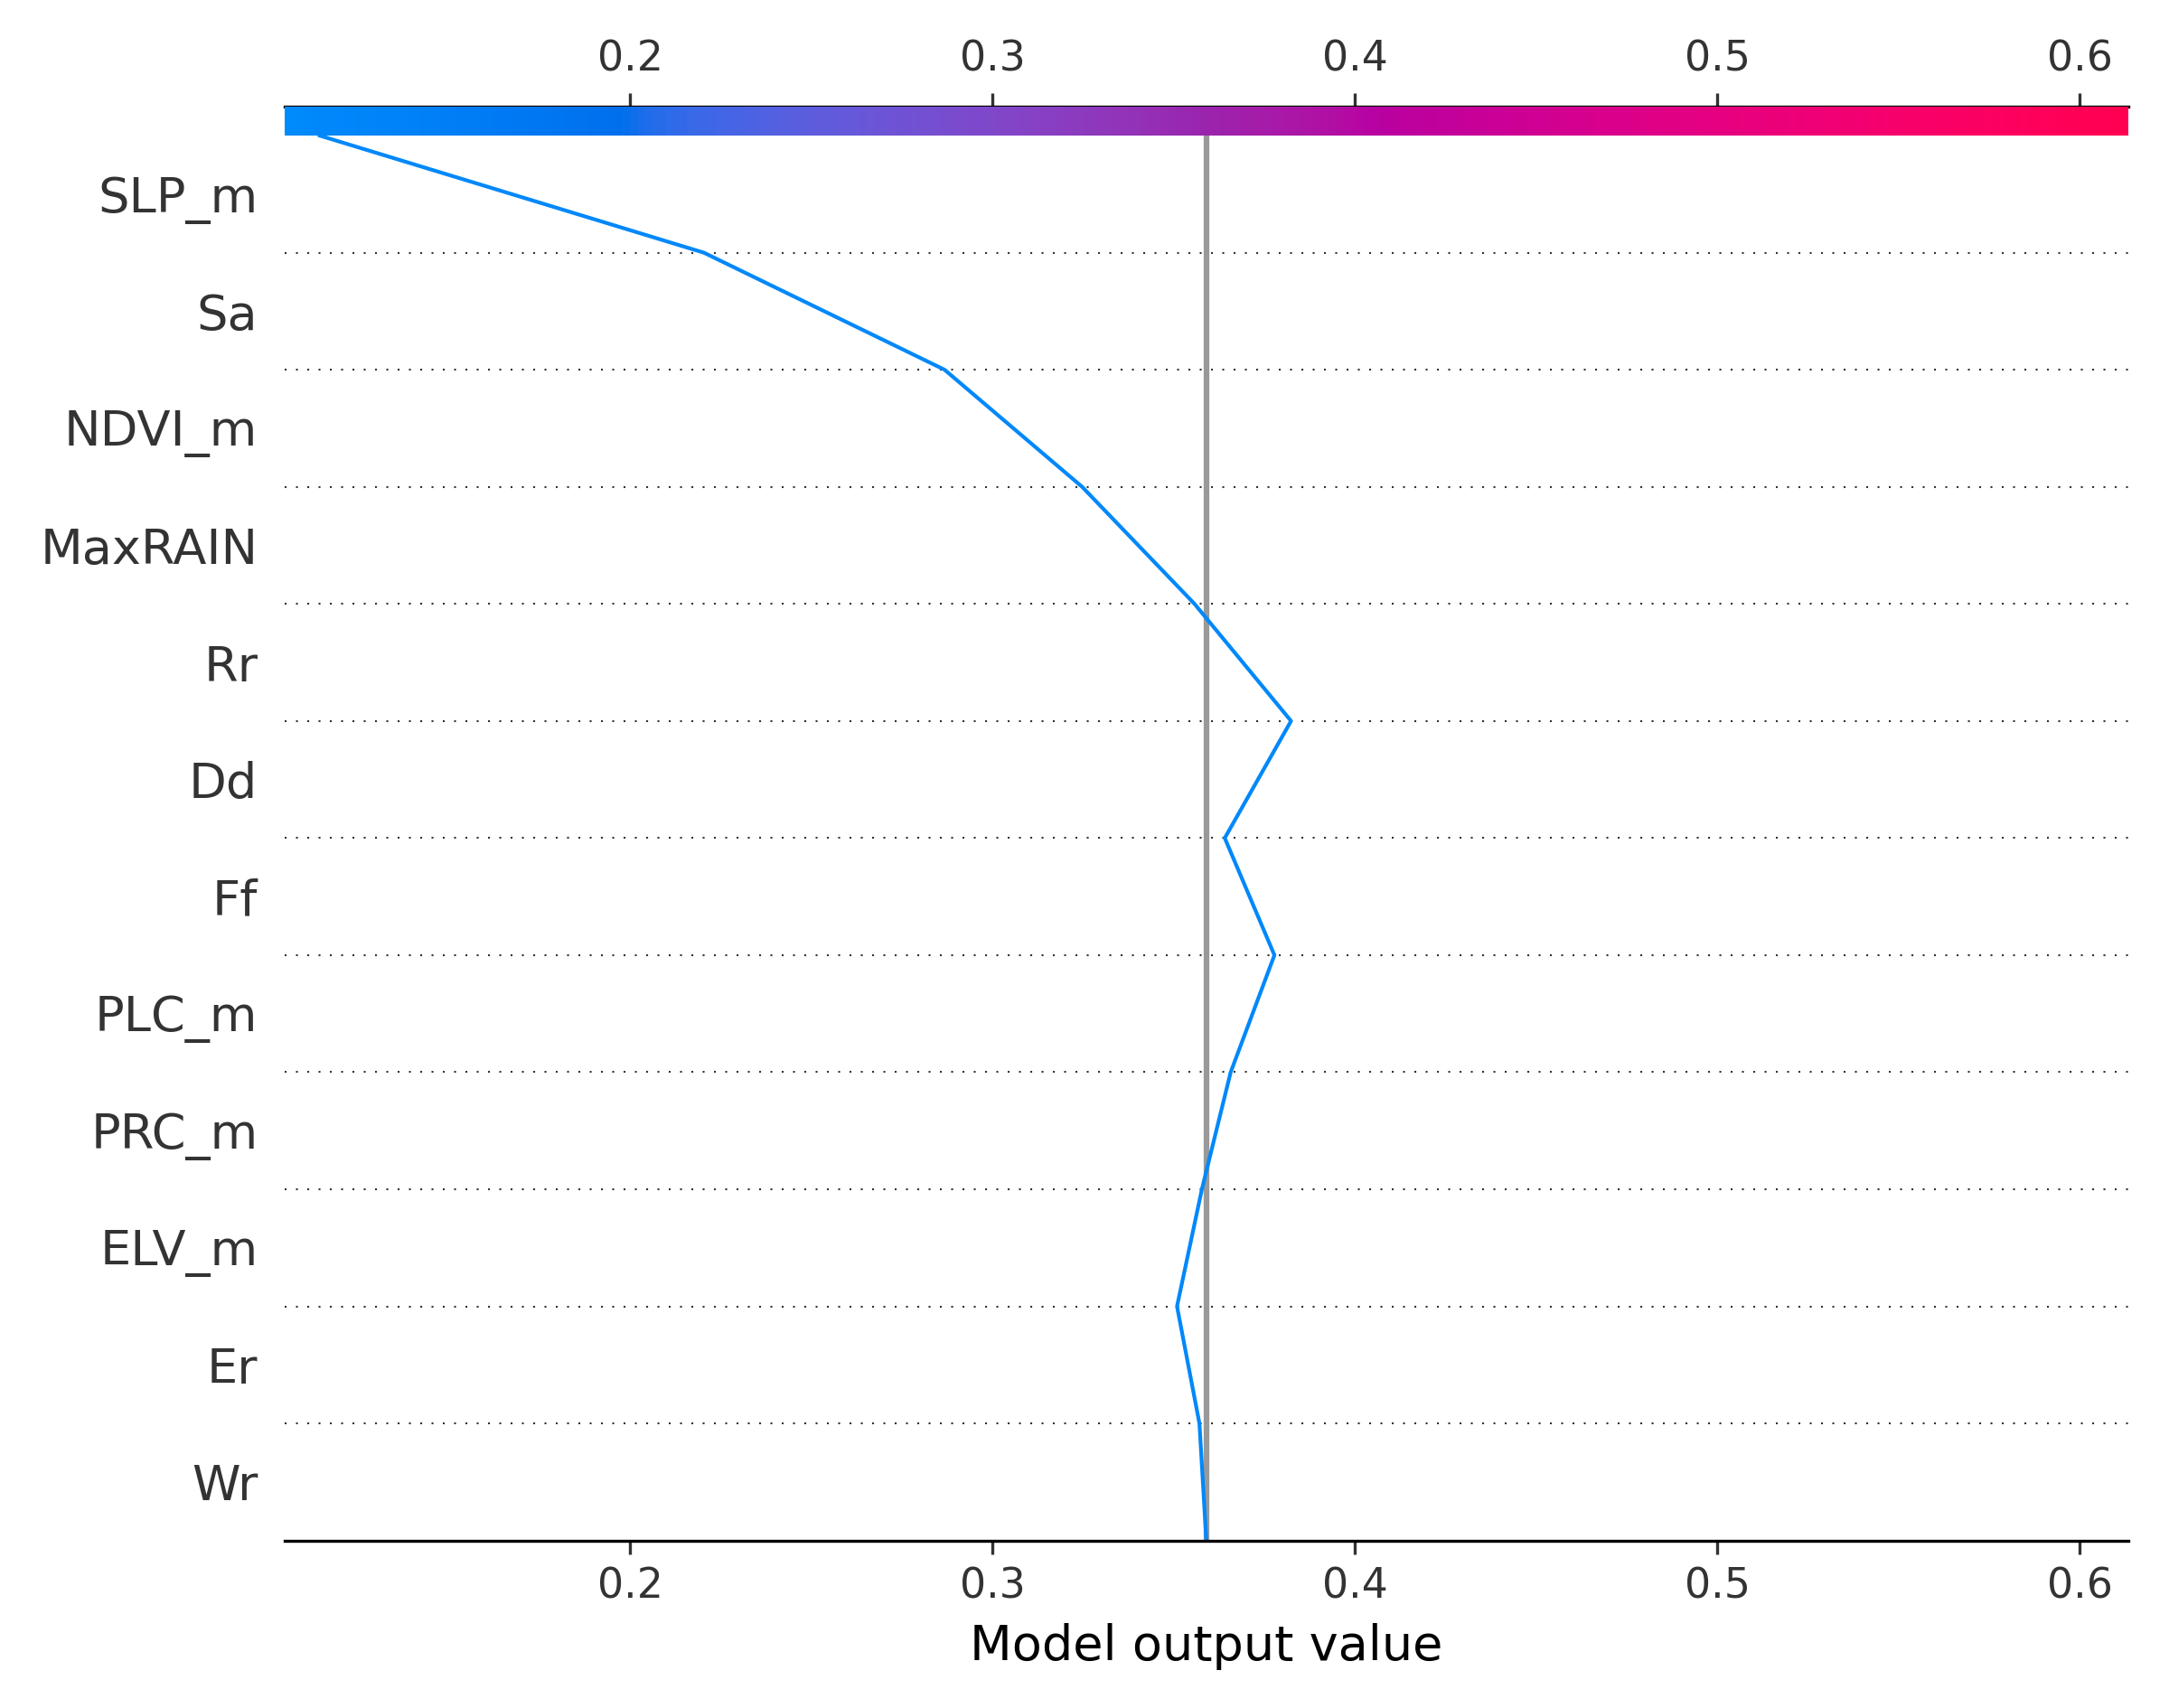 0.2 0.3 0.4 0.5 0.6
SLP_m
Sa
NDVI_m
MaxRAIN
Rr
Dd
Ff
PLC_m
PRC_m
ELV_m
Er
Wr
0.2 0.3 0.4 0.5 0.6
Model output value